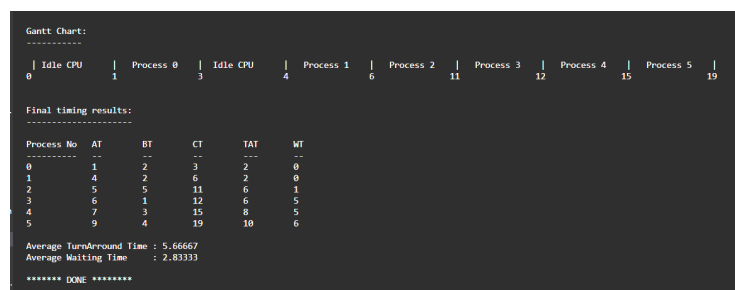 Gantt Chart:
-----------
| Idle CPU | Process 0 | Idle CPU | Process 1 | Process 2 | Process 3 | Process 4 | Process 5 |
0 1 3 4 6 11 12 15 19
Final timing results:
---------------------
Process No AT BT CT TAT WT
---------- -- -- -- --- --
0 1 2 3 2 0
1 4 2 6 2 0
2 5 5 11 6 1
3 6 1 12 6 5
4 7 3 15 8 5
5 9 4 19 10 6
Average TurnArround Time : 5.66667
Average Waiting Time : 2.83333
******* DONE ********